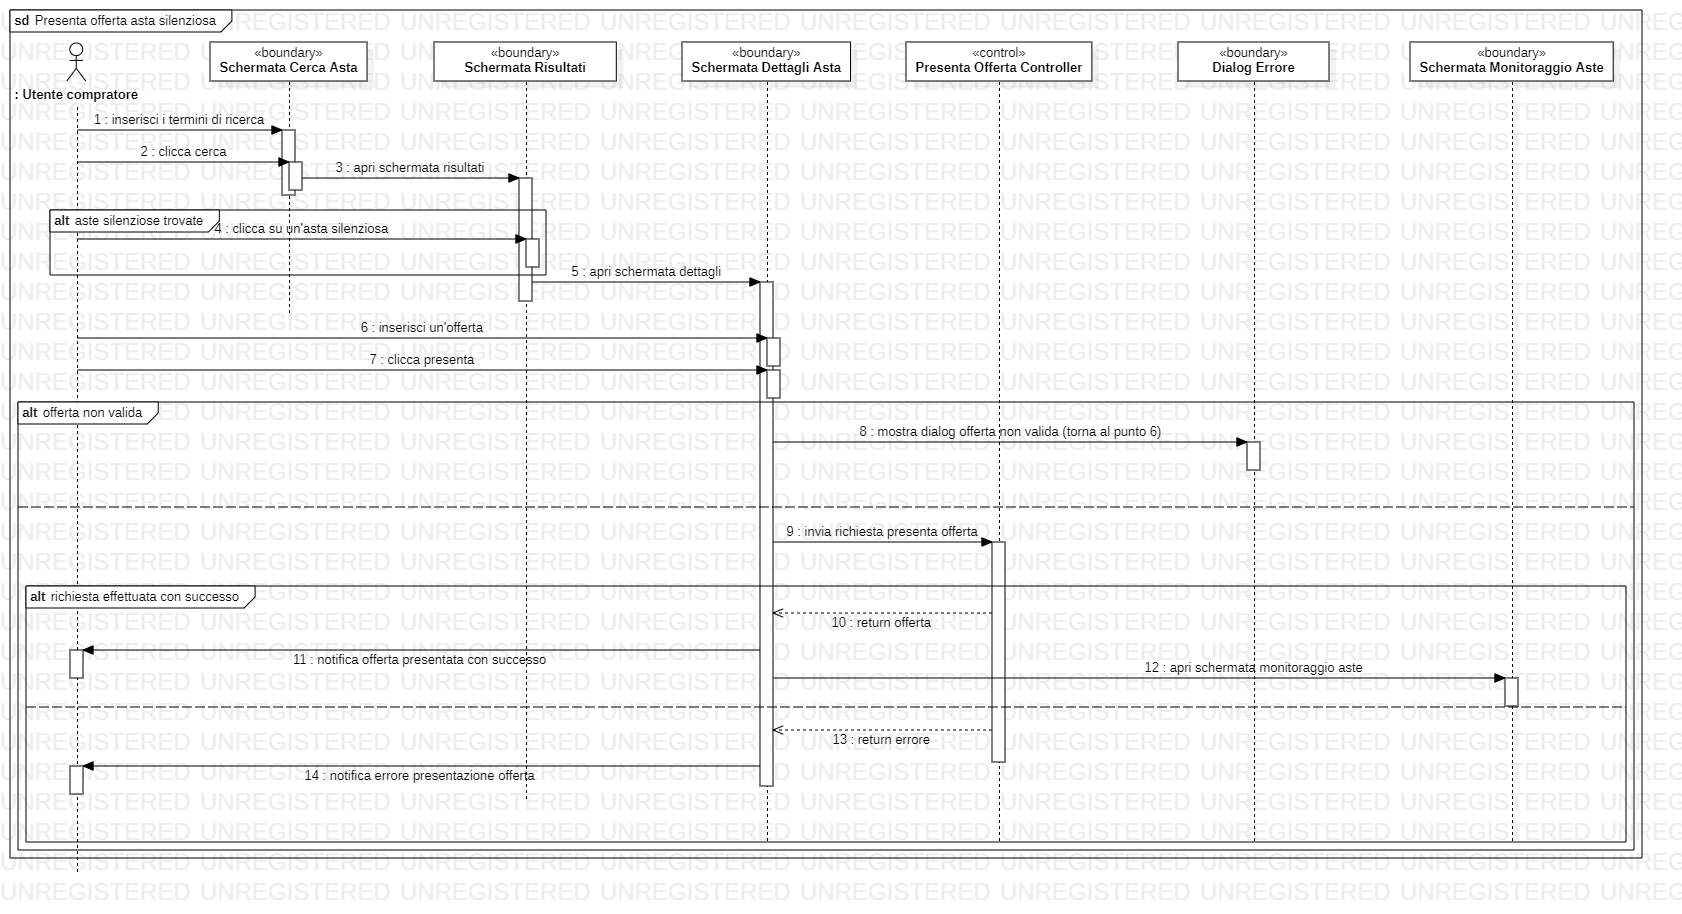 sd Presenta offerta asta silenziosa
«boundary»
Schermata Cerca Asta
«boundary»
Schermata Risultati
«boundary»
Schermata Dettagli Asta
«control»
Presenta Offerta Controller
«boundary»
Dialog Errore
«boundary»
Schermata Monitoraggio Aste
: Utente compratore
1 : inserisci i termini di ricerca
2 : clicca cerca
3 : apri schermata risultati
alt aste silenziose trovate
4 : clicca su un'asta silenziosa
5 : apri schermata dettagli
6 : inserisci un'offerta
7 : clicca presenta
alt offerta non valida
8 : mostra dialog offerta non valida (torna al punto 6)
9 : invia richiesta presenta offerta
alt richiesta effettuata con successo
10 : return offerta
11 : notifica offerta presentata con successo
12 : apri schermata monitoraggio aste
13 : return errore
14 : notifica errore presentazione offerta
UNREGISTERED UNREGISTERED UNREGISTERED UNREGISTERED UNREGISTERED UNREGISTERED UNREGISTERED UNREGISTERED